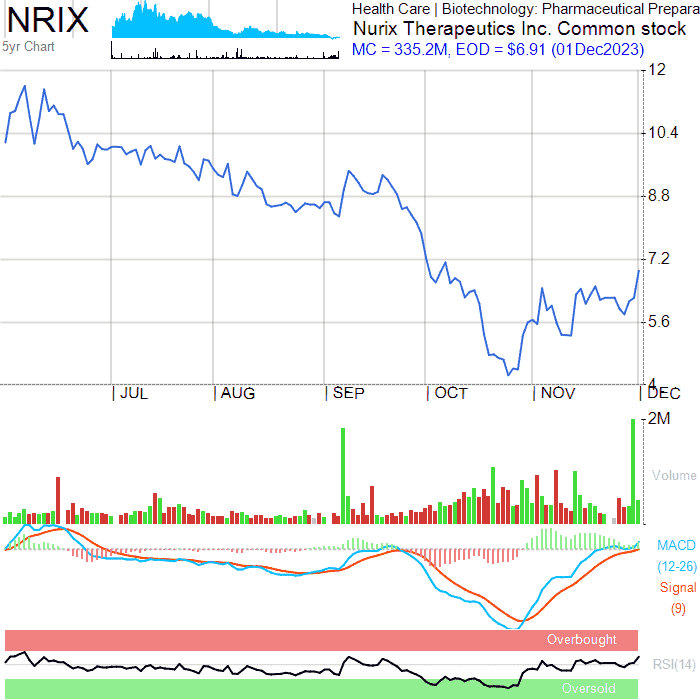 NRIX
5yr Chart
Health Care | Biotechnology: Pharmaceutical Prepara
Nurix Therapeutics Inc. Common stock
MC = 335.2M, EOD = $6.91 (01Dec2023)
12
10.4
8.8
7.2
5.6
4
JUL AUG SEP OCT NOV DEC
2M
Volume
MACD
(12-26)
Signal
(9)
Overbought
RSI(14)
Oversold